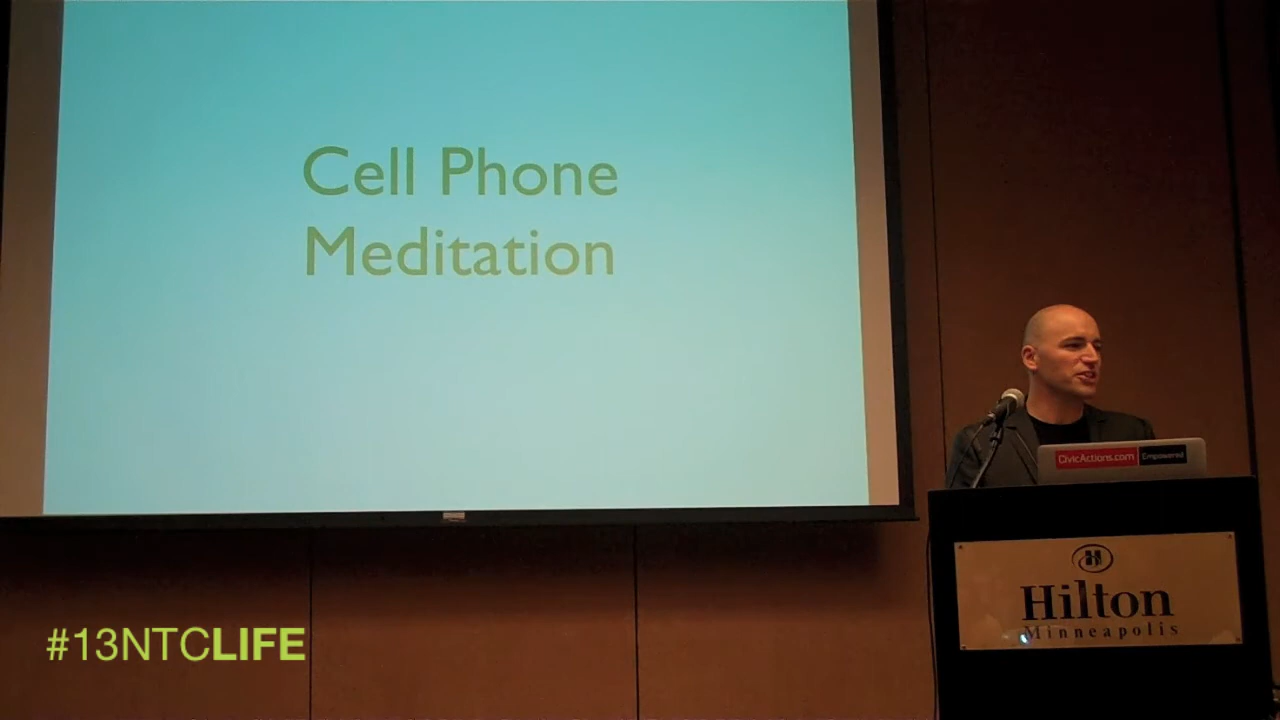 Cell Phone
Meditation
CivicActions.com Empowered
H
Hilton
Minneapolis
#13NTCLIFE